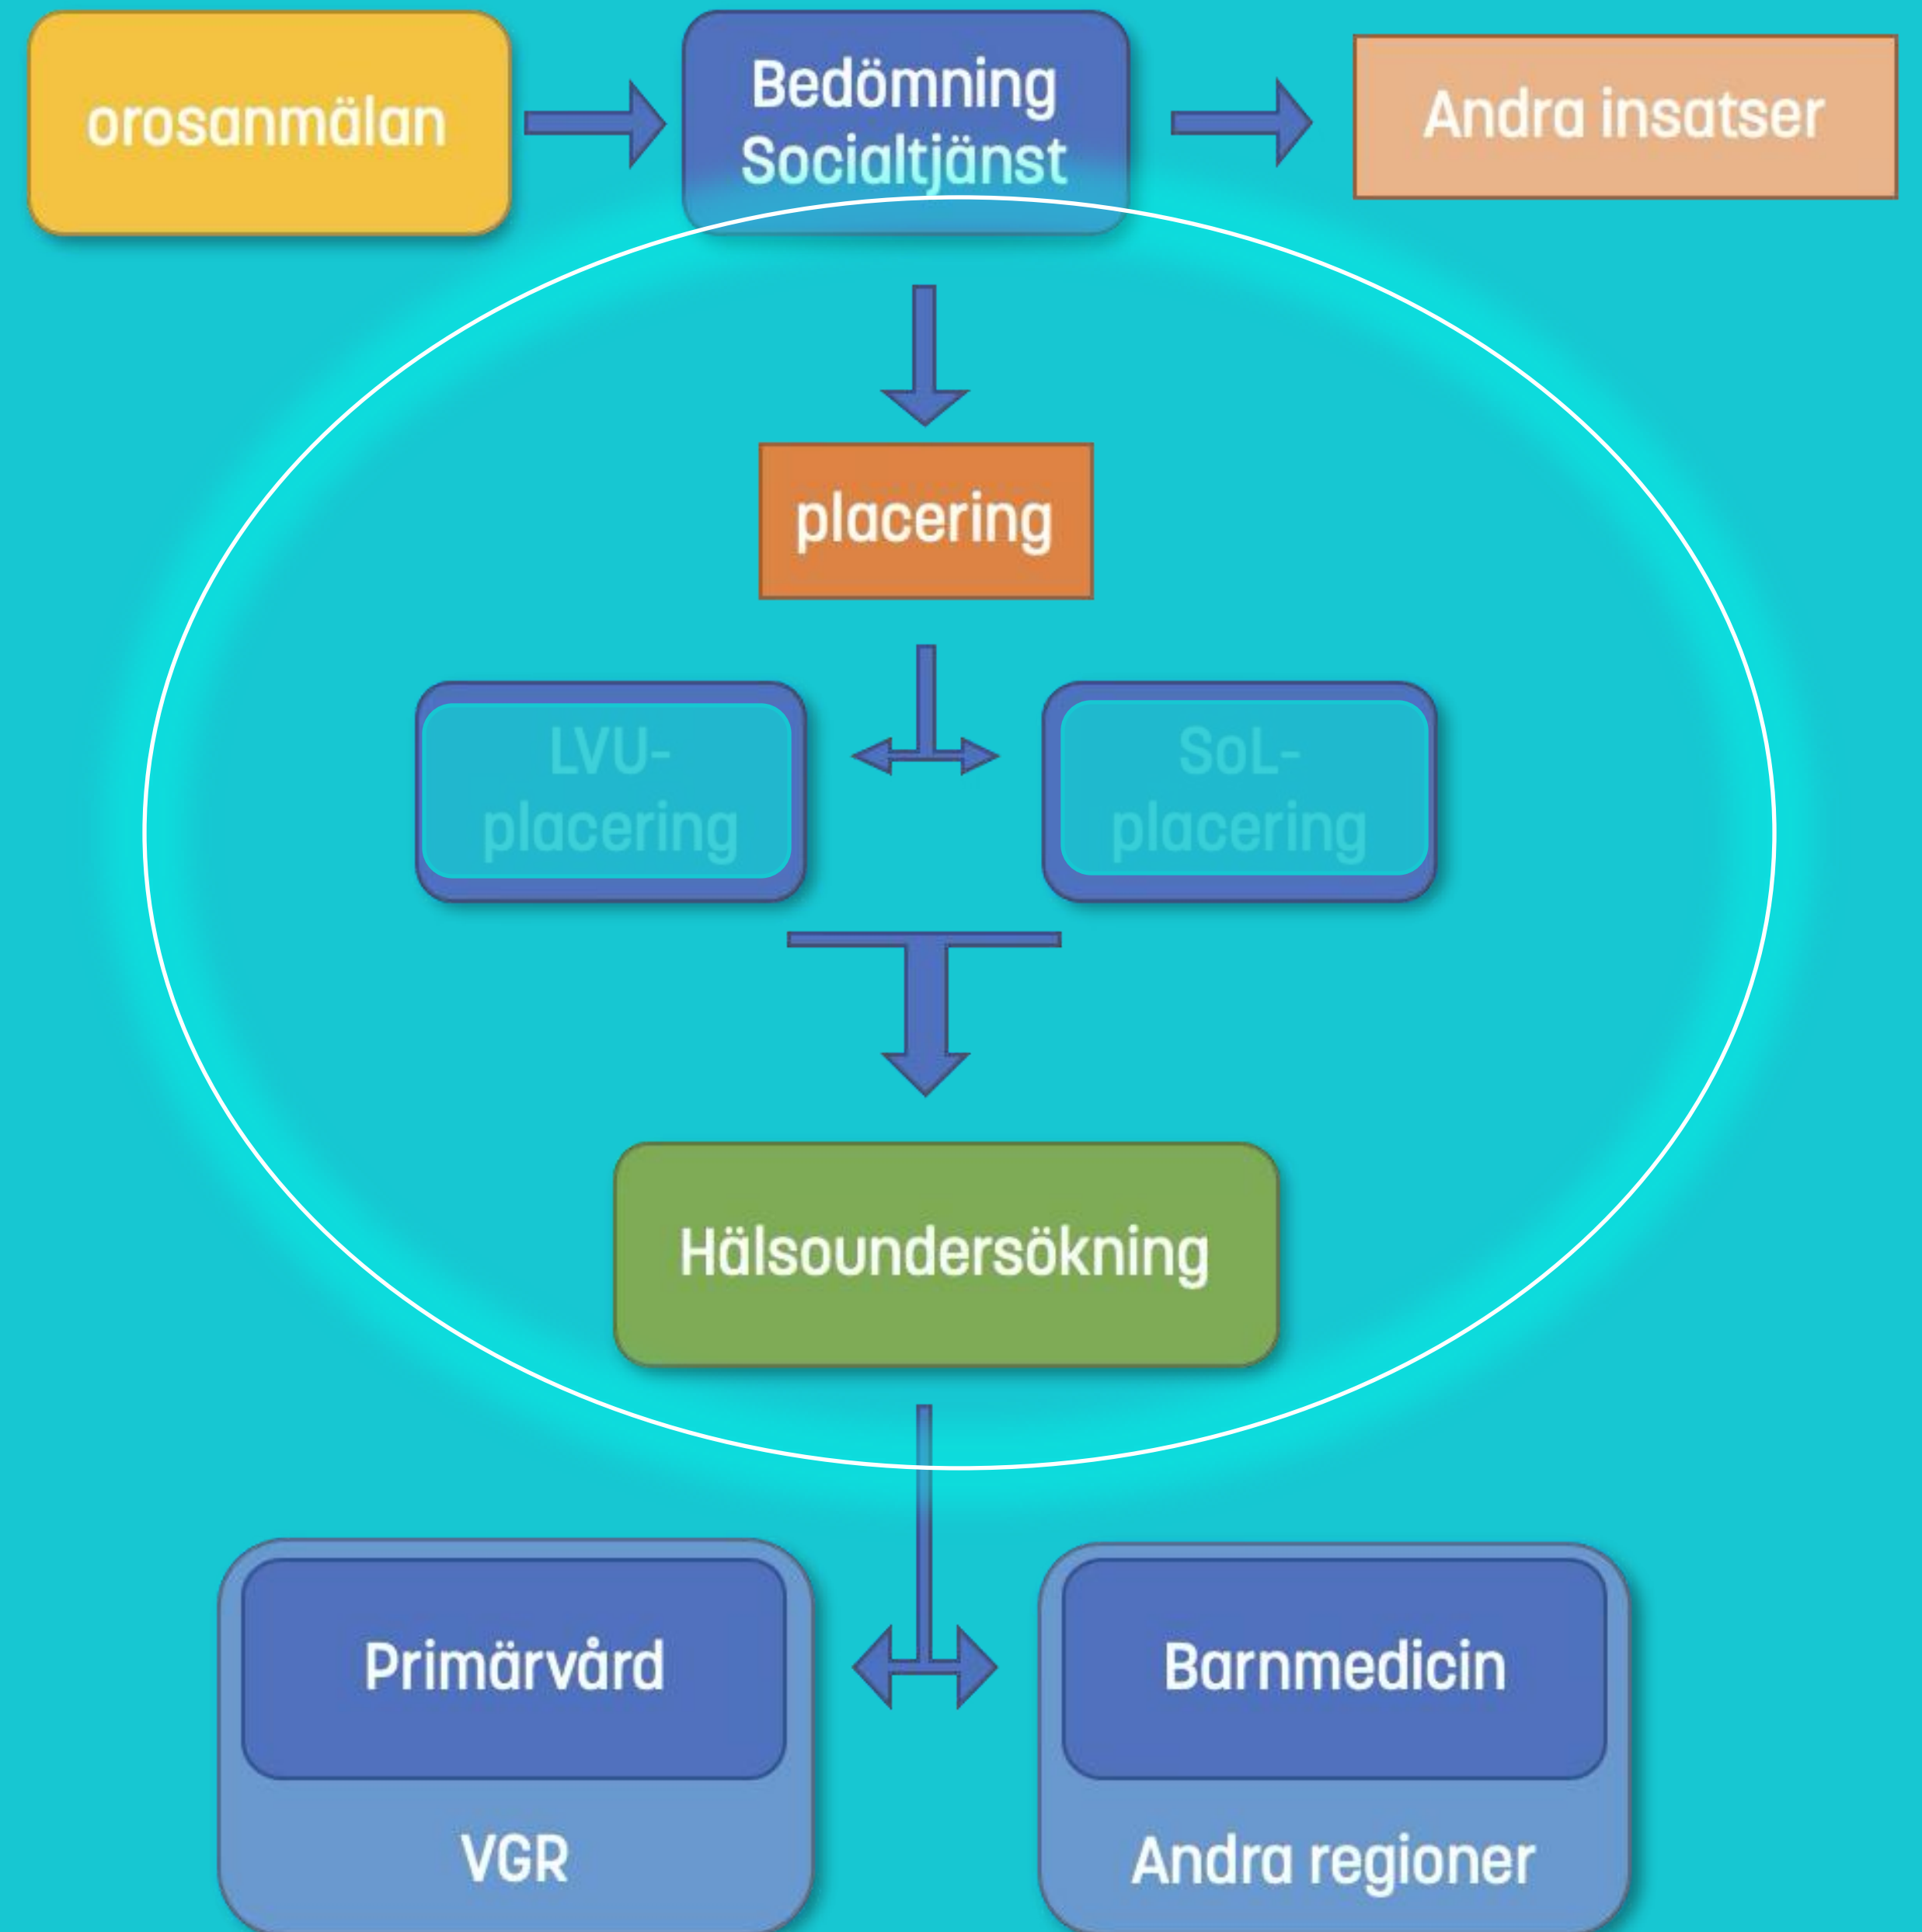 orosanmälan
Bedömning
Socialtjänst
Andra insatser
placering
LVU-
placering
SoL-
placering
Hälsoundersökning
Primärvård
VGR
Barnmedicin
Andra regioner